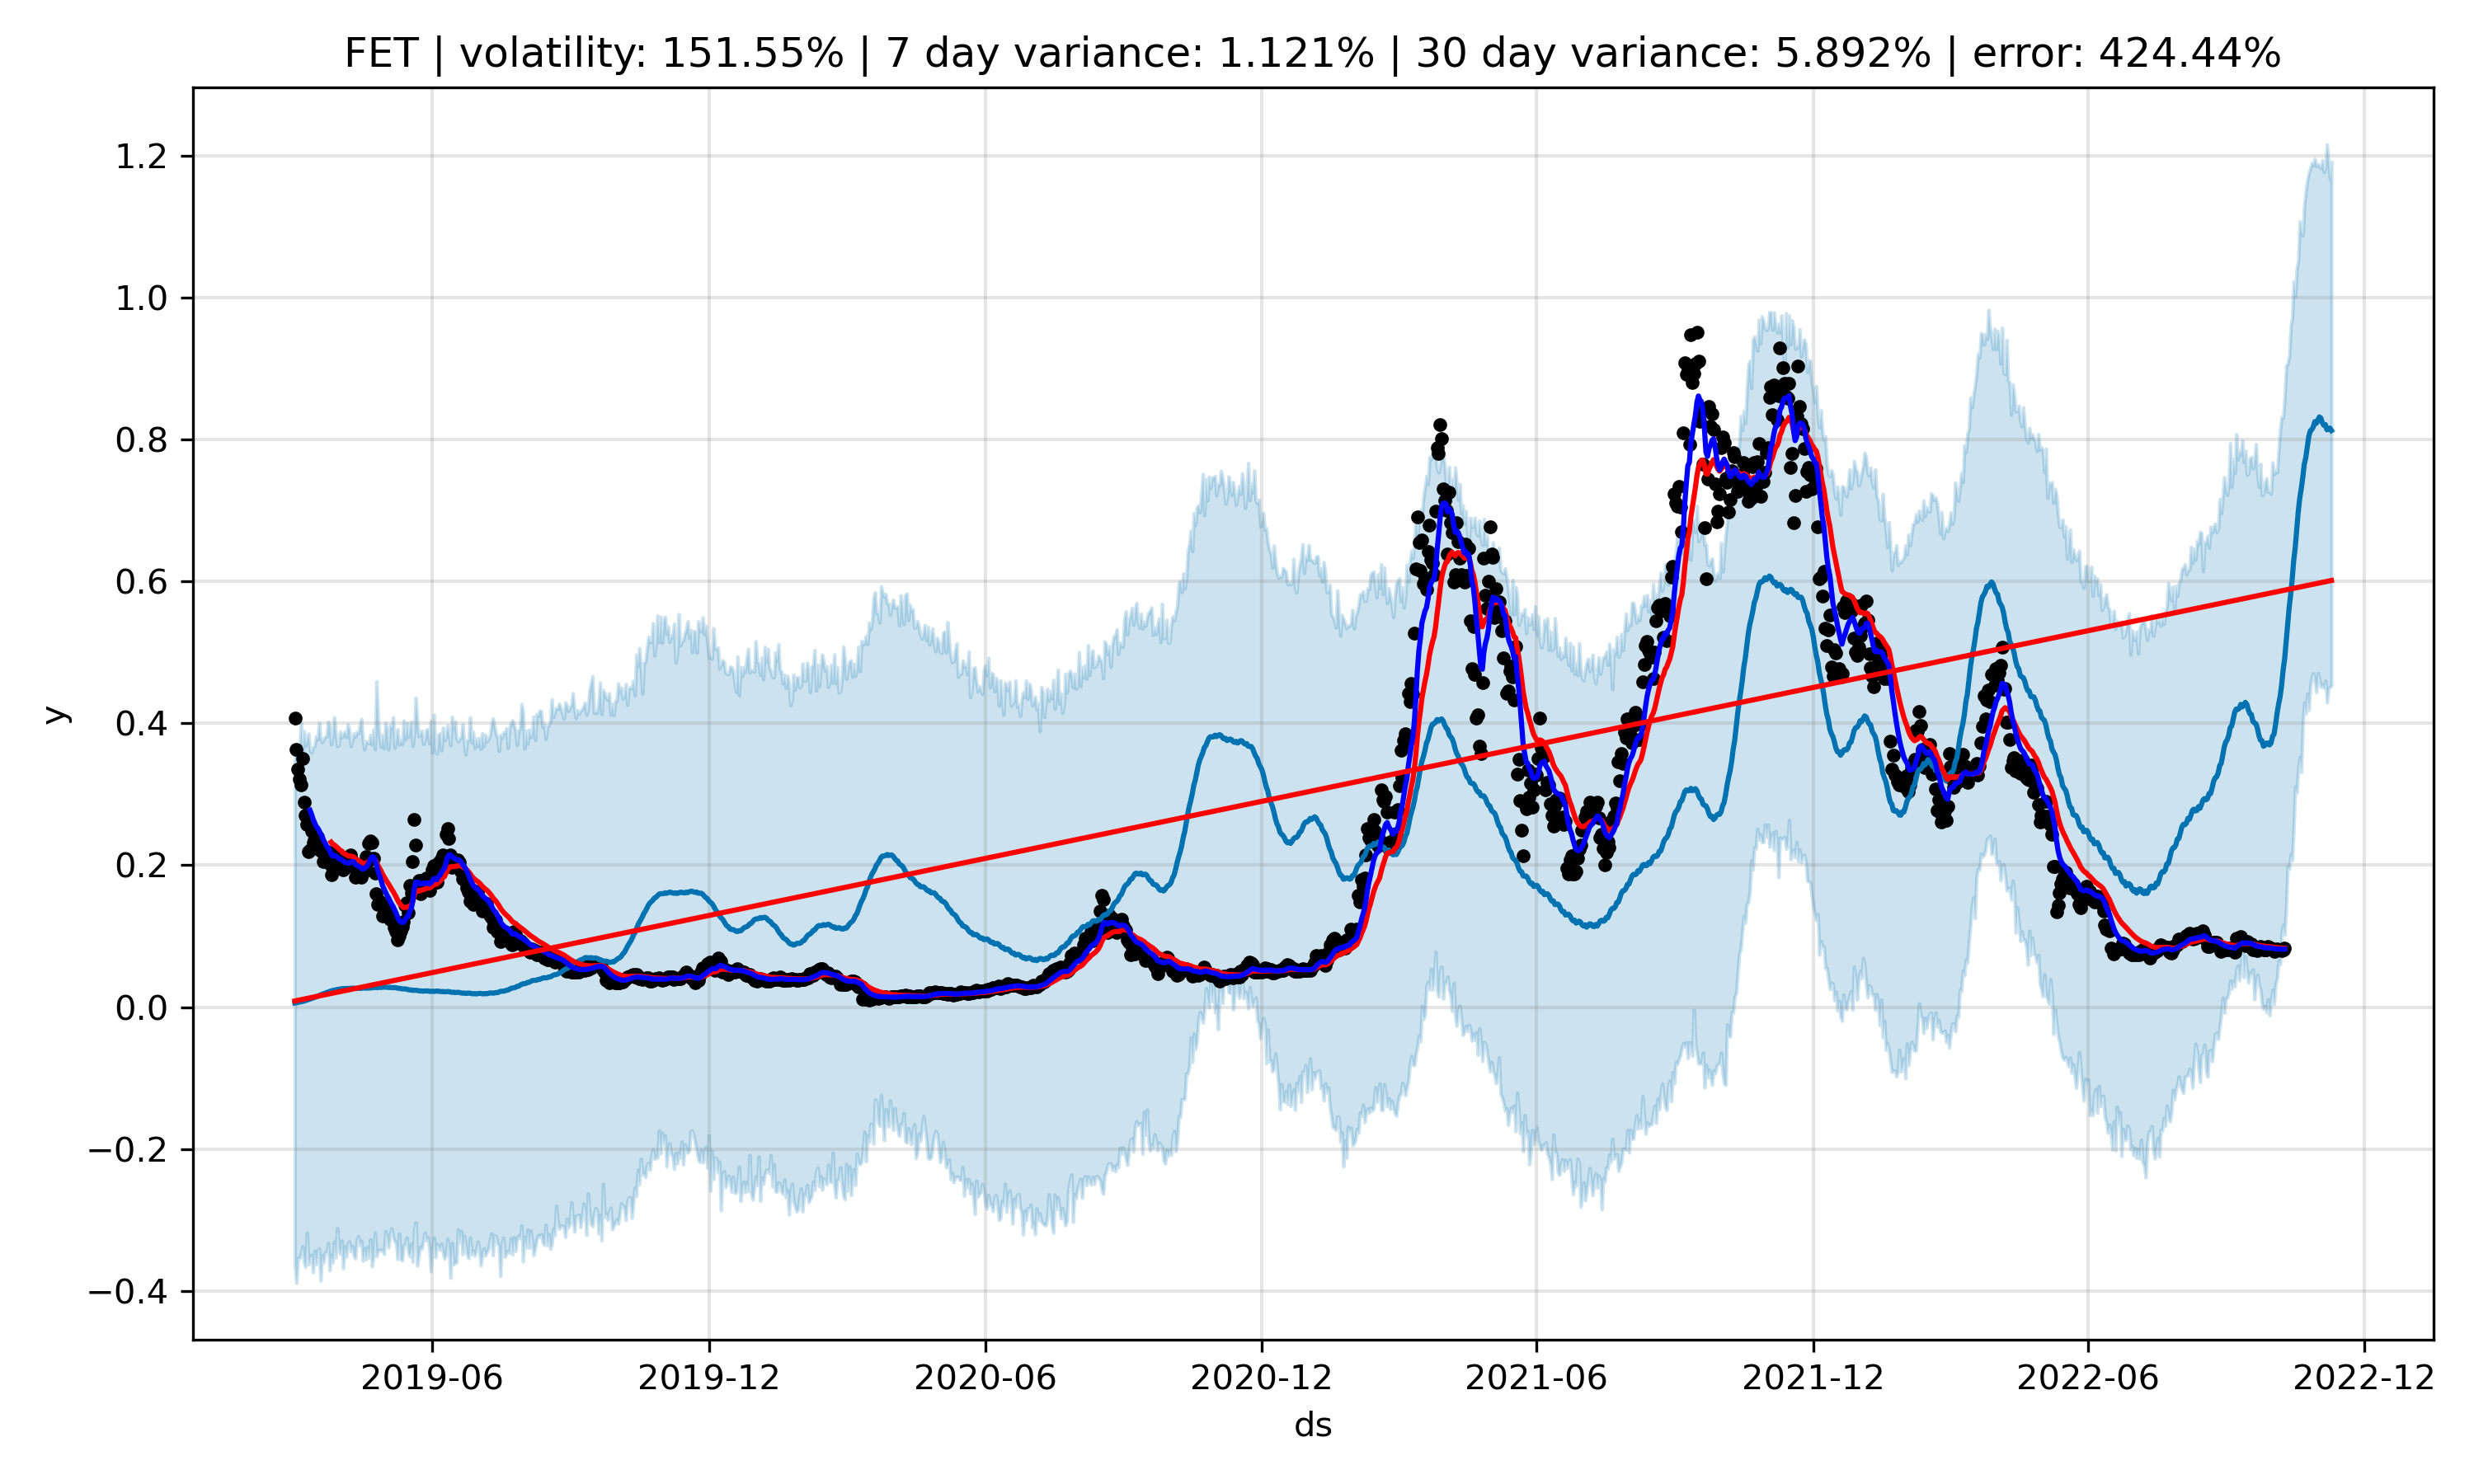 FET | volatility: 151.55% | 7 day variance: 1.121% | 30 day variance: 5.892% | error: 424.44%
1.2
1.0
0.8
0.6
0.4
0.2
0.0
−0.2
−0.4
y
2019-06 2019-12 2020-06 2020-12 2021-06 2021-12 2022-06 2022-12
ds